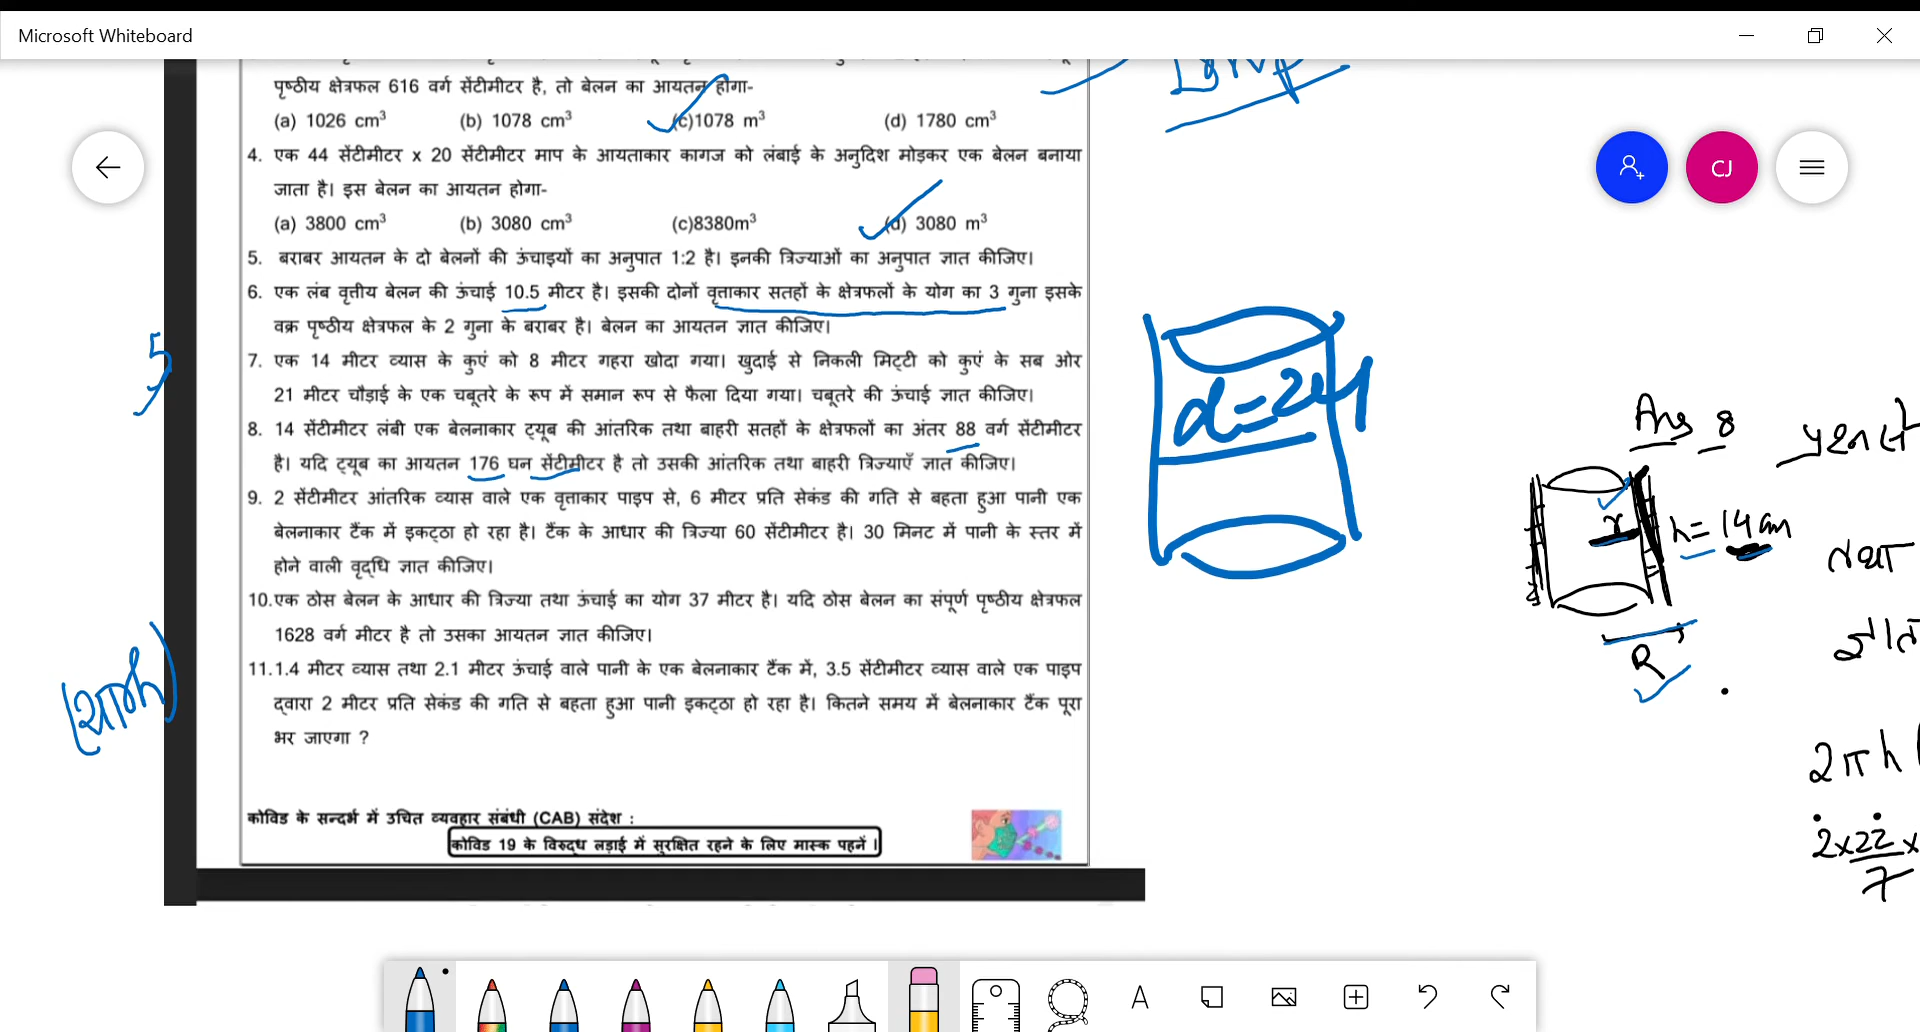 Microsoft Whiteboard
पृष्ठीय क्षेत्रफल 616 वर्ग सेंटीमीटर है, तो बेलन का आयतन होगा-
(a) 1026 cm³ (b) 1078 cm³ (c)1078 m³ (d) 1780 cm³
4. एक 44 सेंटीमीटर x 20 सेंटीमीटर माप के आयताकार कागज को लंबाई के अनुदिश मोड़कर एक बेलन बनाया
जाता है। इस बेलन का आयतन होगा-
(a) 3800 cm³ (b) 3080 cm³ (c)8380m³ (d) 3080 m³
5. बराबर आयतन के दो बेलनों की ऊंचाइयों का अनुपात 1:2 है। इनकी त्रिज्याओं का अनुपात ज्ञात कीजिए।
6. एक लंब वृत्तीय बेलन की ऊंचाई 10.5 मीटर है। इसकी दोनों वृत्ताकार सतहों के क्षेत्रफलों के योग का 3 गुना इसके
वक्र पृष्ठीय क्षेत्रफल के 2 गुना के बराबर है। बेलन का आयतन ज्ञात कीजिए।
7. एक 14 मीटर व्यास के कुएं को 8 मीटर गहरा खोदा गया। खुदाई से निकली मिट्टी को कुएं के सब ओर
21 मीटर चौड़ाई के एक चबूतरे के रूप में समान रूप से फैला दिया गया। चबूतरे की ऊंचाई ज्ञात कीजिए।
8. 14 सेंटीमीटर लंबी एक बेलनाकार ट्यूब की आंतरिक तथा बाहरी सतहों के क्षेत्रफलों का अंतर 88 वर्ग सेंटीमीटर
है। यदि ट्यूब का आयतन 176 घन सेंटीमीटर है तो उसकी आंतरिक तथा बाहरी त्रिज्याएँ ज्ञात कीजिए।
9. 2 सेंटीमीटर आंतरिक व्यास वाले एक वृत्ताकार पाइप से, 6 मीटर प्रति सेकंड की गति से बहता हुआ पानी एक
बेलनाकार टैंक में इकट्ठा हो रहा है। टैंक के आधार की त्रिज्या 60 सेंटीमीटर है। 30 मिनट में पानी के स्तर में
होने वाली वृद्धि ज्ञात कीजिए।
10.एक ठोस बेलन के आधार की त्रिज्या तथा ऊंचाई का योग 37 मीटर है। यदि ठोस बेलन का संपूर्ण पृष्ठीय क्षेत्रफल
1628 वर्ग मीटर है तो उसका आयतन ज्ञात कीजिए।
11.1.4 मीटर व्यास तथा 2.1 मीटर ऊंचाई वाले पानी के एक बेलनाकार टैंक में, 3.5 सेंटीमीटर व्यास वाले एक पाइप
द्वारा 2 मीटर प्रति सेकंड की गति से बहता हुआ पानी इकट्ठा हो रहा है। कितने समय में बेलनाकार टैंक पूरा
भर जाएगा ?
कोविड के सन्दर्भ में उचित व्यवहार संबंधी (CAB) संदेश :
कोविड 19 के विरुद्ध लड़ाई में सुरक्षित रहने के लिए मास्क पहनें ।
CJ
5
Ans 8
r h= 14 cm
तथा
R
2πh
2x22x
7
A